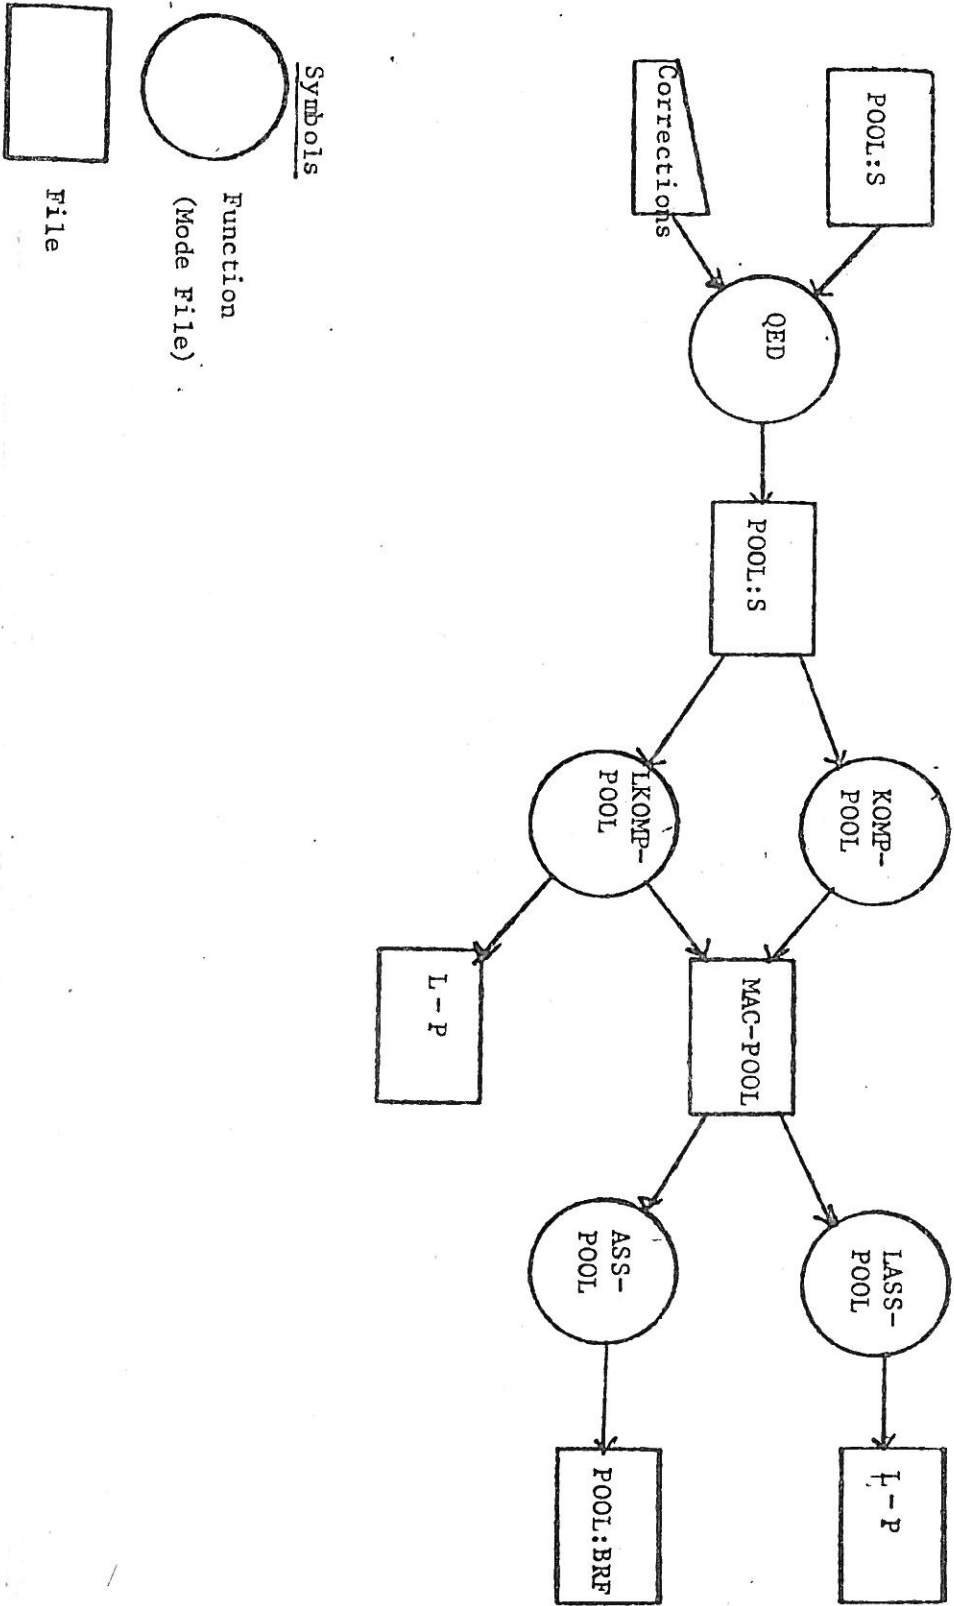 POOL:S
Corrections
QED
POOL:S
KOMP-
POOL
LKOMP-
POOL
L-P
MAC-POOL
LASS-
POOL
ASS-
POOL
L-P
POOL:BRF
Symbols
Function
(Mode File)
File